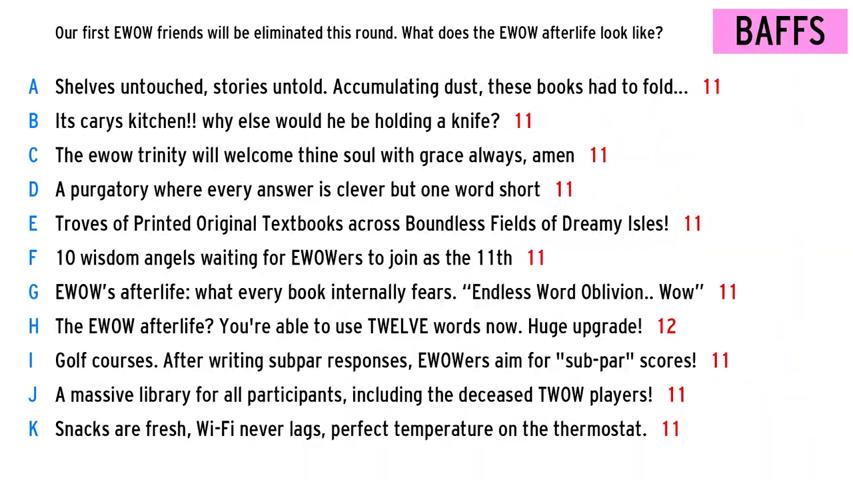 Our first EWOW friends will be eliminated this round. What does the EWOW afterlife look like?
BAFFS
A Shelves untouched, stories untold. Accumulating dust, these books had to fold... 11
B Its carys kitchen!! why else would he be holding a knife? 11
C The ewow trinity will welcome thine soul with grace always, amen 11
D A purgatory where every answer is clever but one word short 11
E Troves of Printed Original Textbooks across Boundless Fields of Dreamy Isles! 11
F 10 wisdom angels waiting for EWOWers to join as the 11th 11
G EWOW’s afterlife: what every book internally fears. “Endless Word Oblivion.. Wow” 11
H The EWOW afterlife? You're able to use TWELVE words now. Huge upgrade! 12
I Golf courses. After writing subpar responses, EWOWers aim for "sub-par" scores! 11
J A massive library for all participants, including the deceased TWOW players! 11
K Snacks are fresh, Wi-Fi never lags, perfect temperature on the thermostat. 11